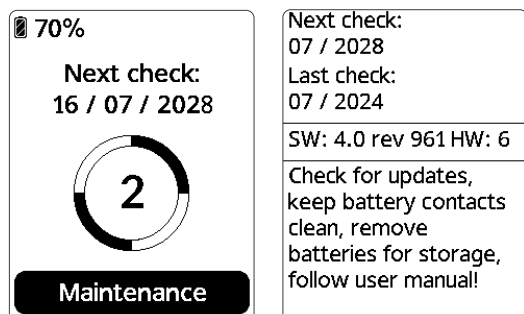 70%
Next check:
16 / 07 / 2028
2
Maintenance
Next check:
07 / 2028
Last check:
07 / 2024
SW: 4.0 rev 961 HW: 6
Check for updates,
keep battery contacts
clean, remove
batteries for storage,
follow user manual!